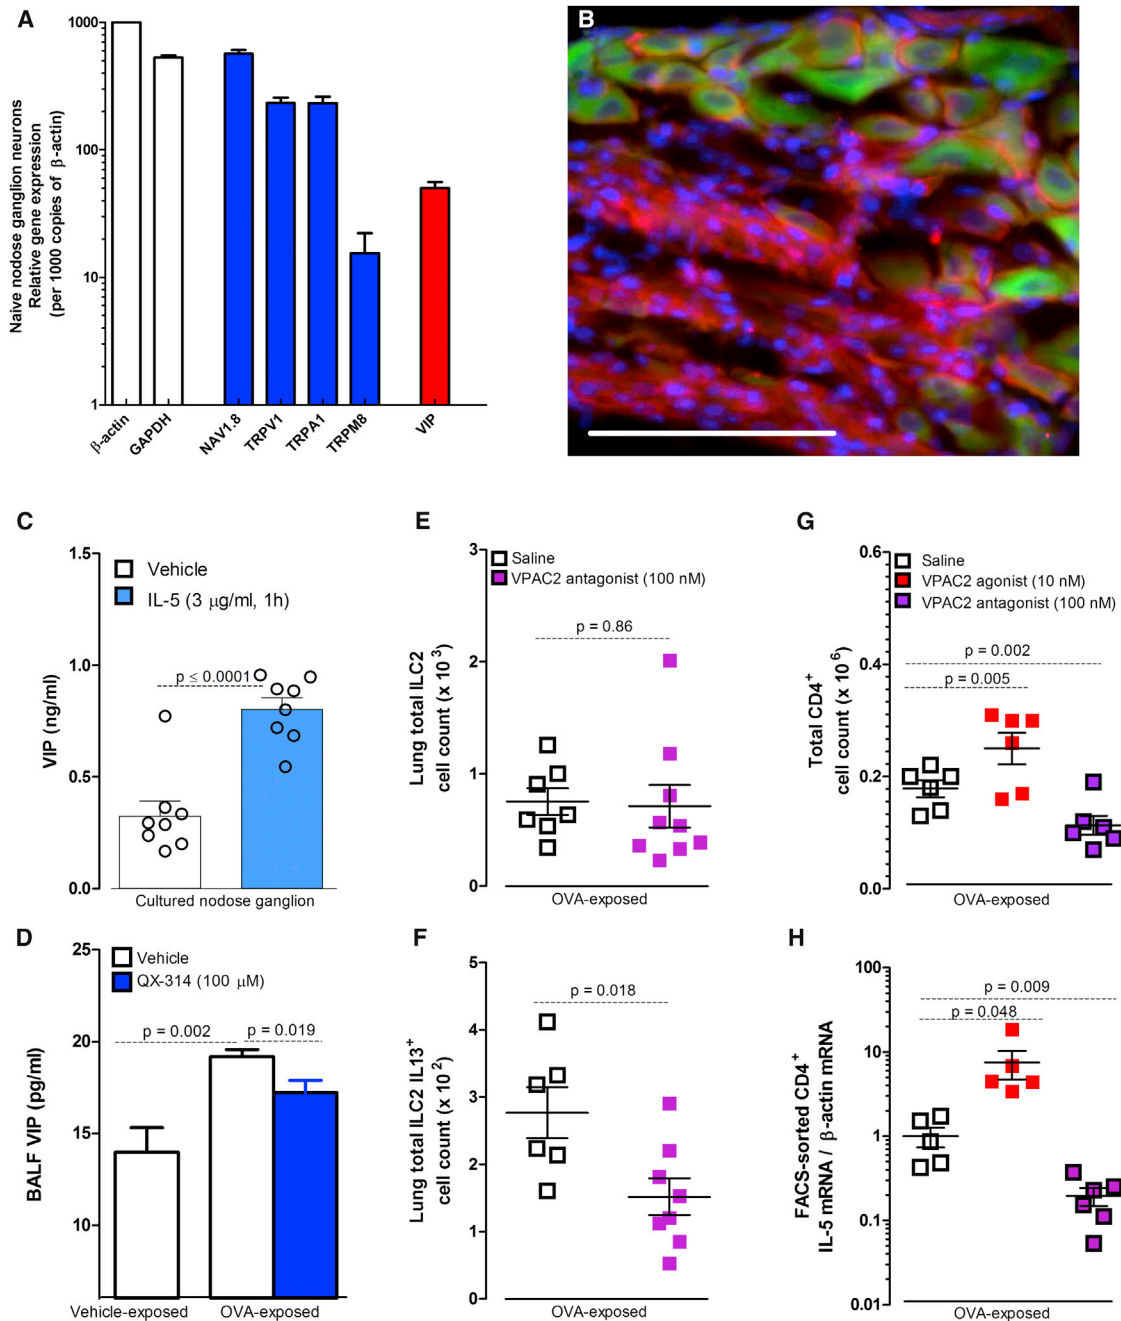 A
Naive nodose ganglion neurons
Relative gene expression
(per 1000 copies of β-actin)
1000
100
10
1
β-actin
GAPDH
NAV1.8
TRPV1
TRPA1
TRPM8
VIP
B
C
VIP (ng/ml)
1.5
1.0
0.5
0.0
Vehicle
IL-5 (3 μg/ml, 1h)
p ≤ 0.0001
Cultured nodose ganglion
D
BALF VIP (pg/ml)
25
20
15
10
Vehicle
QX-314 (100 μM)
p = 0.002
p = 0.019
Vehicle-exposed
OVA-exposed
E
Lung total ILC2
cell count (x 10³)
3
2
1
0
Saline
VPAC2 antagonist (100 nM)
p = 0.86
OVA-exposed
F
Lung total ILC2 IL13⁺
cell count (x 10²)
5
4
3
2
1
0
p = 0.018
OVA-exposed
G
Total CD4⁺
cell count (x 10⁶)
0.6
0.4
0.2
0.0
Saline
VPAC2 agonist (10 nM)
VPAC2 antagonist (100 nM)
p = 0.002
p = 0.005
OVA-exposed
H
FACS-sorted CD4⁺
IL-5 mRNA / β-actin mRNA
100
10
1
0.1
0.01
p = 0.009
p = 0.048
OVA-exposed